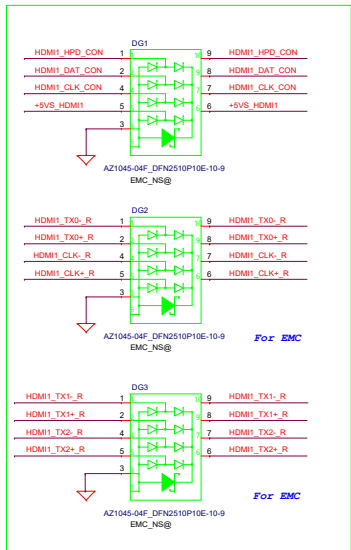 DG1
HDMI1_HPD_CON 1 9 HDMI1_HPD_CON
HDMI1_DAT_CON 2 8 HDMI1_DAT_CON
HDMI1_CLK_CON 4 7 HDMI1_CLK_CON
+5VS_HDMI1 5 6 +5VS_HDMI1
3
AZ1045-04F_DFN2510P10E-10-9
EMC_NS@
DG2
HDMI1_TX0-_R 1 9 HDMI1_TX0-_R
HDMI1_TX0+_R 2 8 HDMI1_TX0+_R
HDMI1_CLK-_R 4 7 HDMI1_CLK-_R
HDMI1_CLK+_R 5 6 HDMI1_CLK+_R
3
AZ1045-04F_DFN2510P10E-10-9
EMC_NS@
For EMC
DG3
HDMI1_TX1-_R 1 9 HDMI1_TX1-_R
HDMI1_TX1+_R 2 8 HDMI1_TX1+_R
HDMI1_TX2-_R 4 7 HDMI1_TX2-_R
HDMI1_TX2+_R 5 6 HDMI1_TX2+_R
3
For EMC
AZ1045-04F_DFN2510P10E-10-9
EMC_NS@